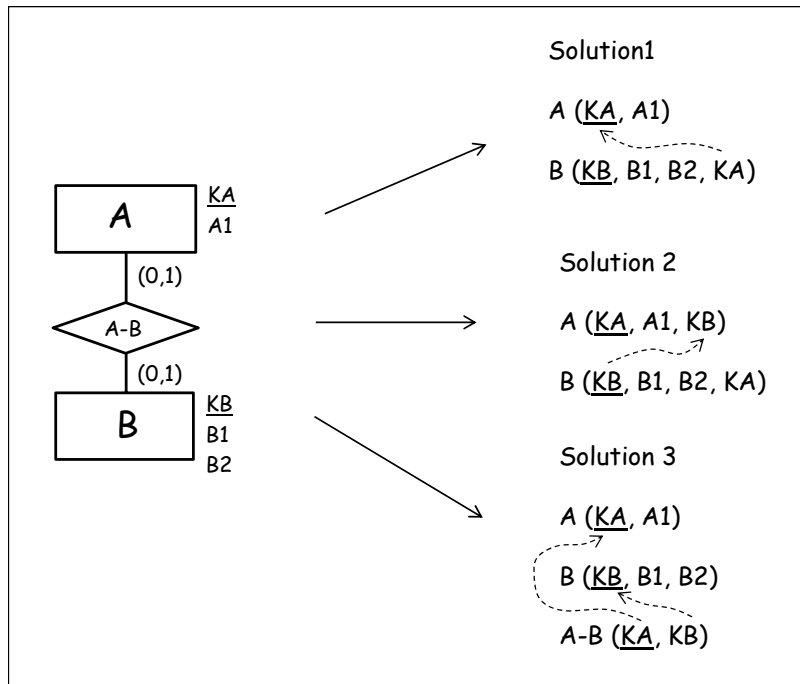 KA
A1
A
(0,1)
A-B
(0,1)
B
KB
B1
B2
Solution1
A (KA, A1)
B (KB, B1, B2, KA)
Solution 2
A (KA, A1, KB)
B (KB, B1, B2, KA)
Solution 3
A (KA, A1)
B (KB, B1, B2)
A-B (KA, KB)